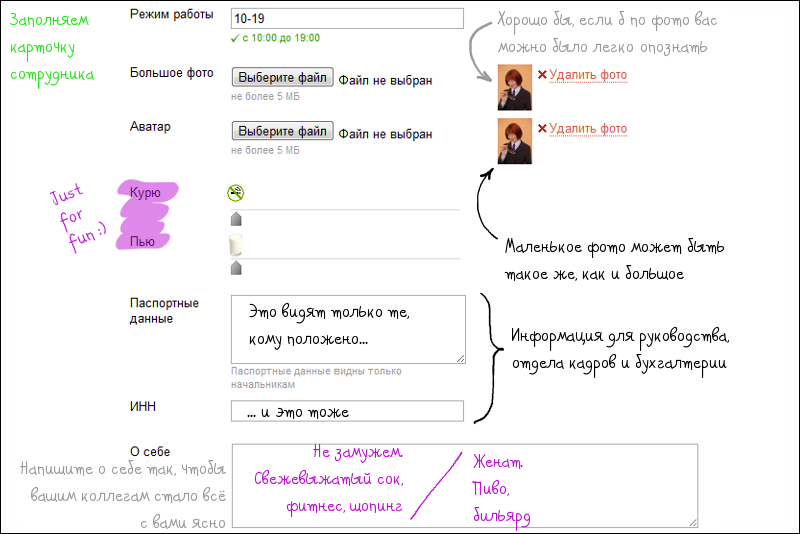 Заполняем
карточку
сотрудника
Режим работы
10-19
с 10:00 до 19:00
Хорошо бы, если б по фото вас
можно было легко опознать
Большое фото
Выберите файл Файл не выбран
не более 5 МБ
Удалить фото
Аватар
Выберите файл Файл не выбран
не более 5 МБ
Удалить фото
Just
for
fun:)
Курю
Пью
Маленькое фото может быть
такое же, как и большое
Паспортные
данные
Это видят только те,
кому положено...
Паспортные данные видны только
начальникам
Информация для руководства,
отдела кадров и бухгалтерии
ИНН
... и это тоже
О себе
Напишите о себе так, чтобы
вашим коллегам стало всё
с вами ясно
Не замужем.
Свежевыжатый сок,
фитнес, шопинг
Женат.
Пиво,
бильярд